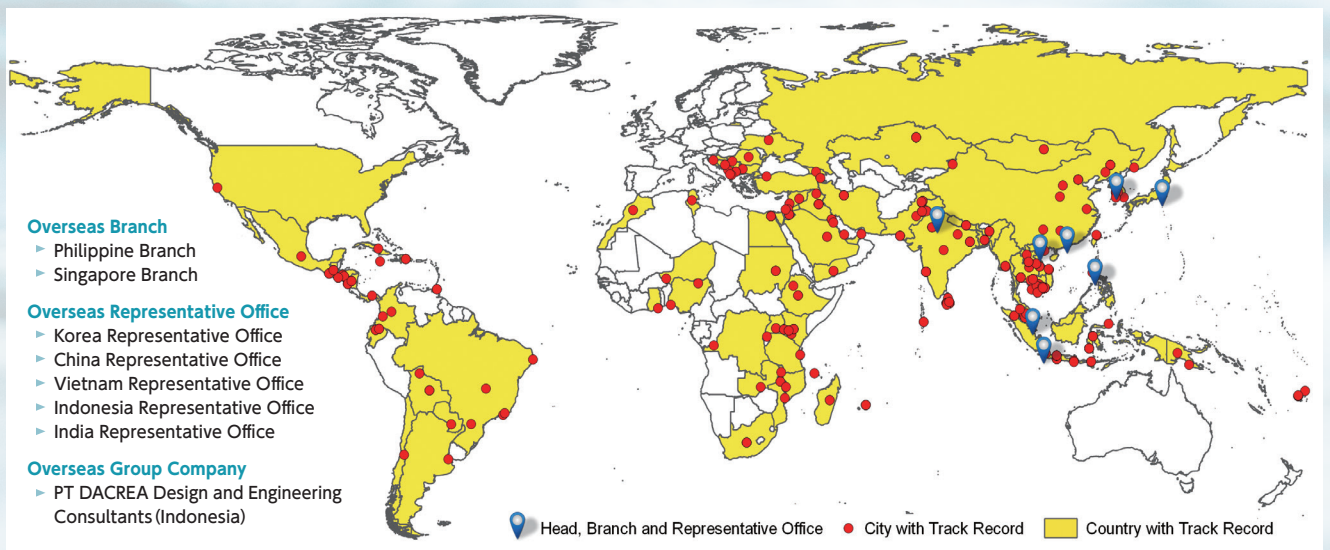 Overseas Branch
► Philippine Branch
► Singapore Branch
Overseas Representative Office
► Korea Representative Office
► China Representative Office
► Vietnam Representative Office
► Indonesia Representative Office
► India Representative Office
Overseas Group Company
► PT DACREA Design and Engineering
Consultants (Indonesia)
Head, Branch and Representative Office
City with Track Record
Country with Track Record